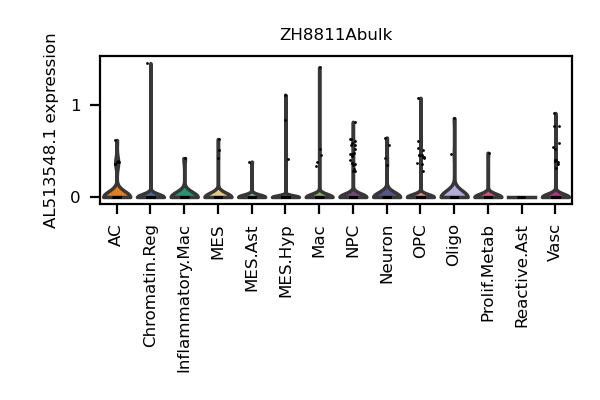 ZH8811Abulk
AL513548.1 expression
1
0
AC
Chromatin.Reg
Inflammatory.Mac
MES
MES.Ast
MES.Hyp
Mac
NPC
Neuron
OPC
Oligo
Prolif.Metab
Reactive.Ast
Vasc